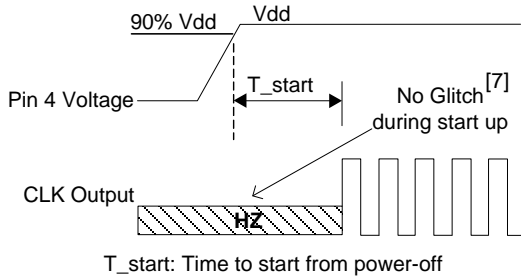 90% Vdd
Vdd
T_start
Pin 4 Voltage
No Glitch[7]
during start up
CLK Output
HZ
T_start: Time to start from power-off